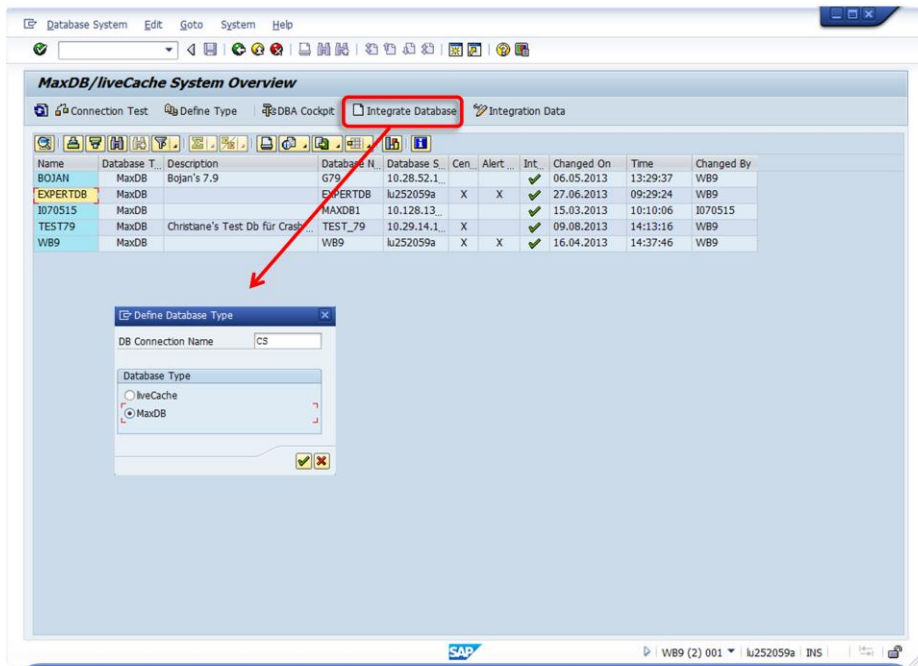 Database System Edit Goto System Help
MaxDB/liveCache System Overview
Connection Test Define Type DBA Cockpit Integrate Database Integration Data
Name Database T... Description Database N... Database S... Cen... Alert ... Int... Changed On Time Changed By
BOJAN MaxDB Bojan's 7.9 G79 10.28.52.1... 06.05.2013 13:29:37 WB9
EXPERTDB MaxDB EXPERTDB lu252059a X X 27.06.2013 09:29:24 WB9
I070515 MaxDB MAXDB1 10.128.13... 15.03.2013 10:10:06 I070515
TEST79 MaxDB Christiane's Test Db für Crash... TEST_79 10.29.14.1... X 09.08.2013 14:13:16 WB9
WB9 MaxDB WB9 lu252059a X X 16.04.2013 14:37:46 WB9
Define Database Type
DB Connection Name CS
Database Type
liveCache
MaxDB
SAP WB9 (2) 001 lu252059a INS